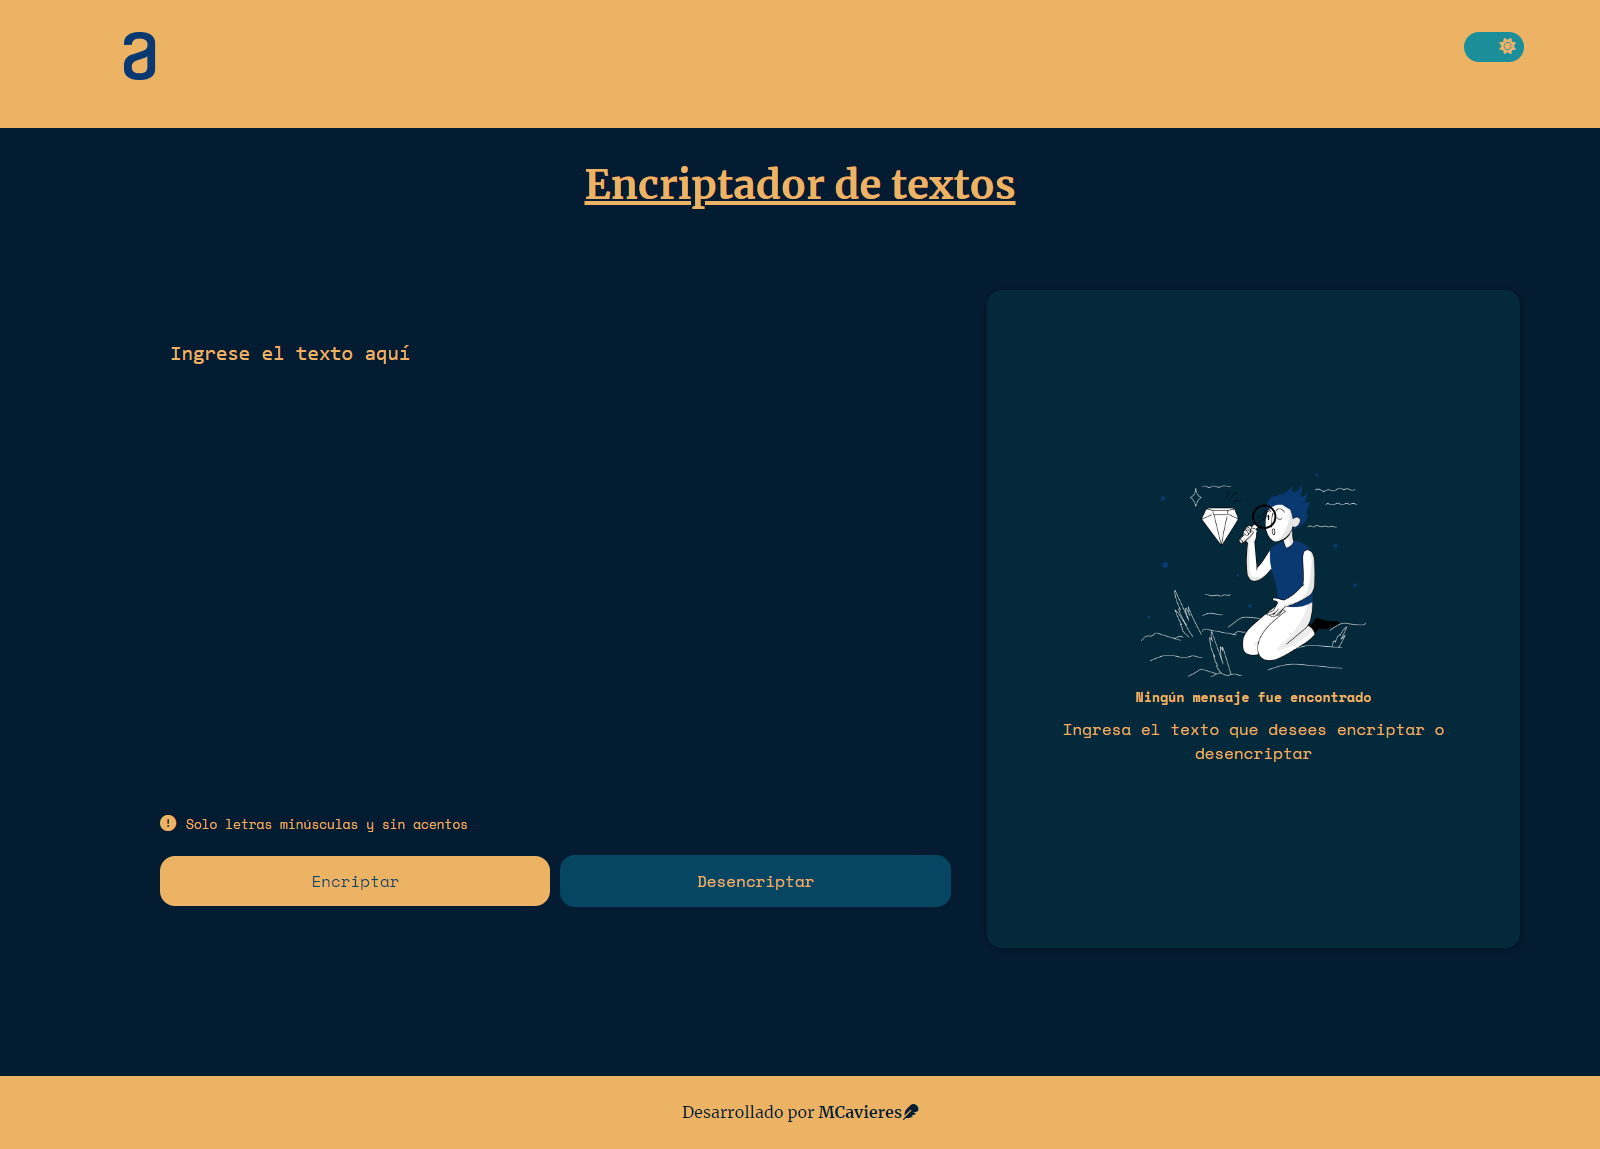 a
Encriptador de textos
Ingrese el texto aquí
Ningún mensaje fue encontrado
Ingresa el texto que desees encriptar o
desencriptar
Solo letras minúsculas y sin acentos
Encriptar
Desencriptar
Desarrollado por MCavieres